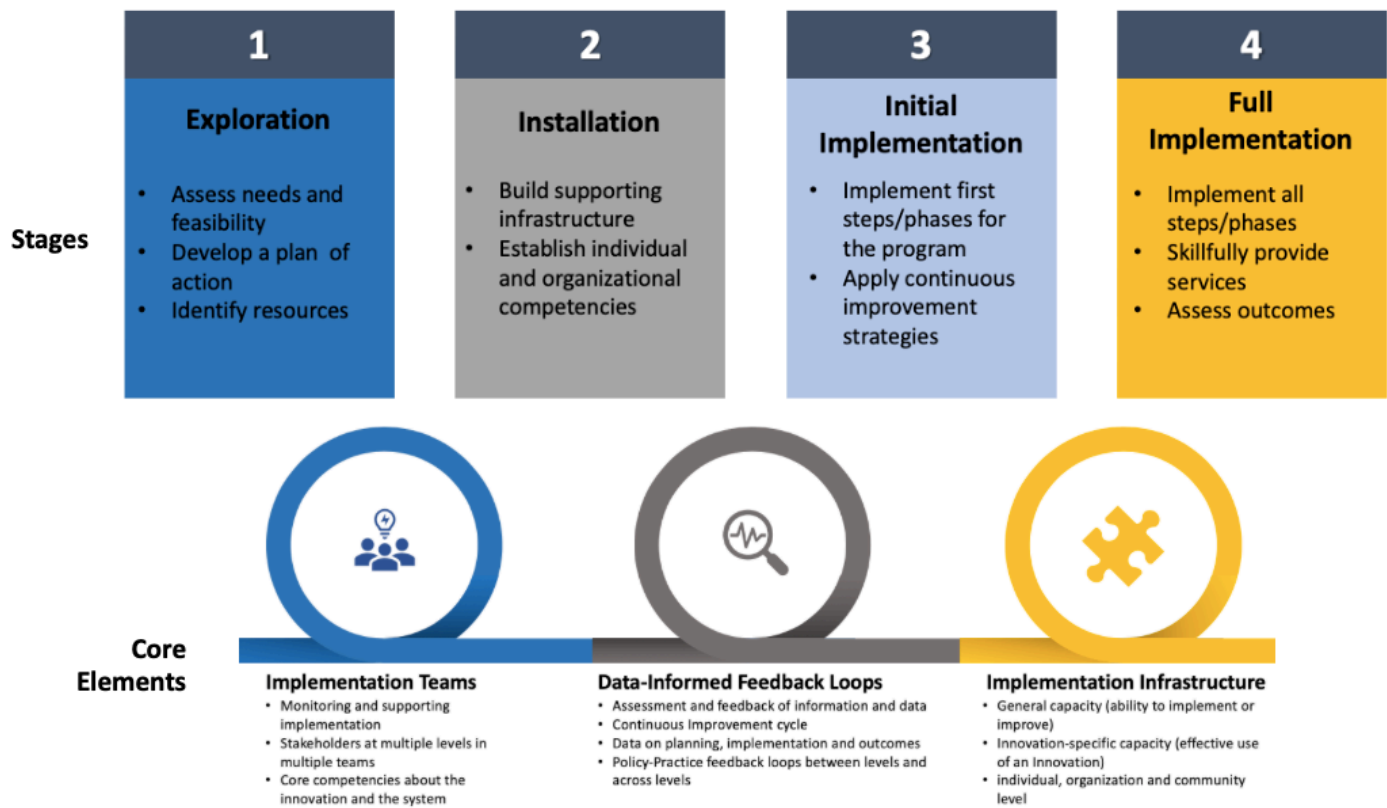 1
Exploration
• Assess needs and
feasibility
• Develop a plan of
action
• Identify resources
2
Installation
• Build supporting
infrastructure
• Establish individual
and organizational
competencies
3
Initial
Implementation
• Implement first
steps/phases for
the program
• Apply continuous
improvement
strategies
4
Full
Implementation
• Implement all
steps/phases
• Skillfully provide
services
• Assess outcomes
Stages
Core
Elements
Implementation Teams
• Monitoring and supporting
implementation
• Stakeholders at multiple levels in
multiple teams
• Core competencies about the
innovation and the system
Data-Informed Feedback Loops
• Assessment and feedback of information and data
• Continuous Improvement cycle
• Data on planning, implementation and outcomes
• Policy-Practice feedback loops between levels and
across levels
Implementation Infrastructure
• General capacity (ability to implement or
improve)
• Innovation-specific capacity (effective use
of an Innovation)
• individual, organization and community
level